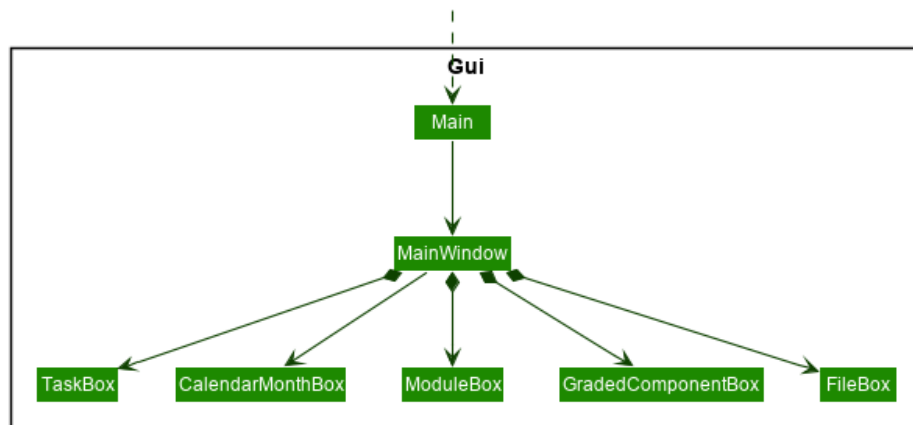 Gui
Main
MainWindow
TaskBox
CalendarMonthBox
ModuleBox
GradedComponentBox
FileBox